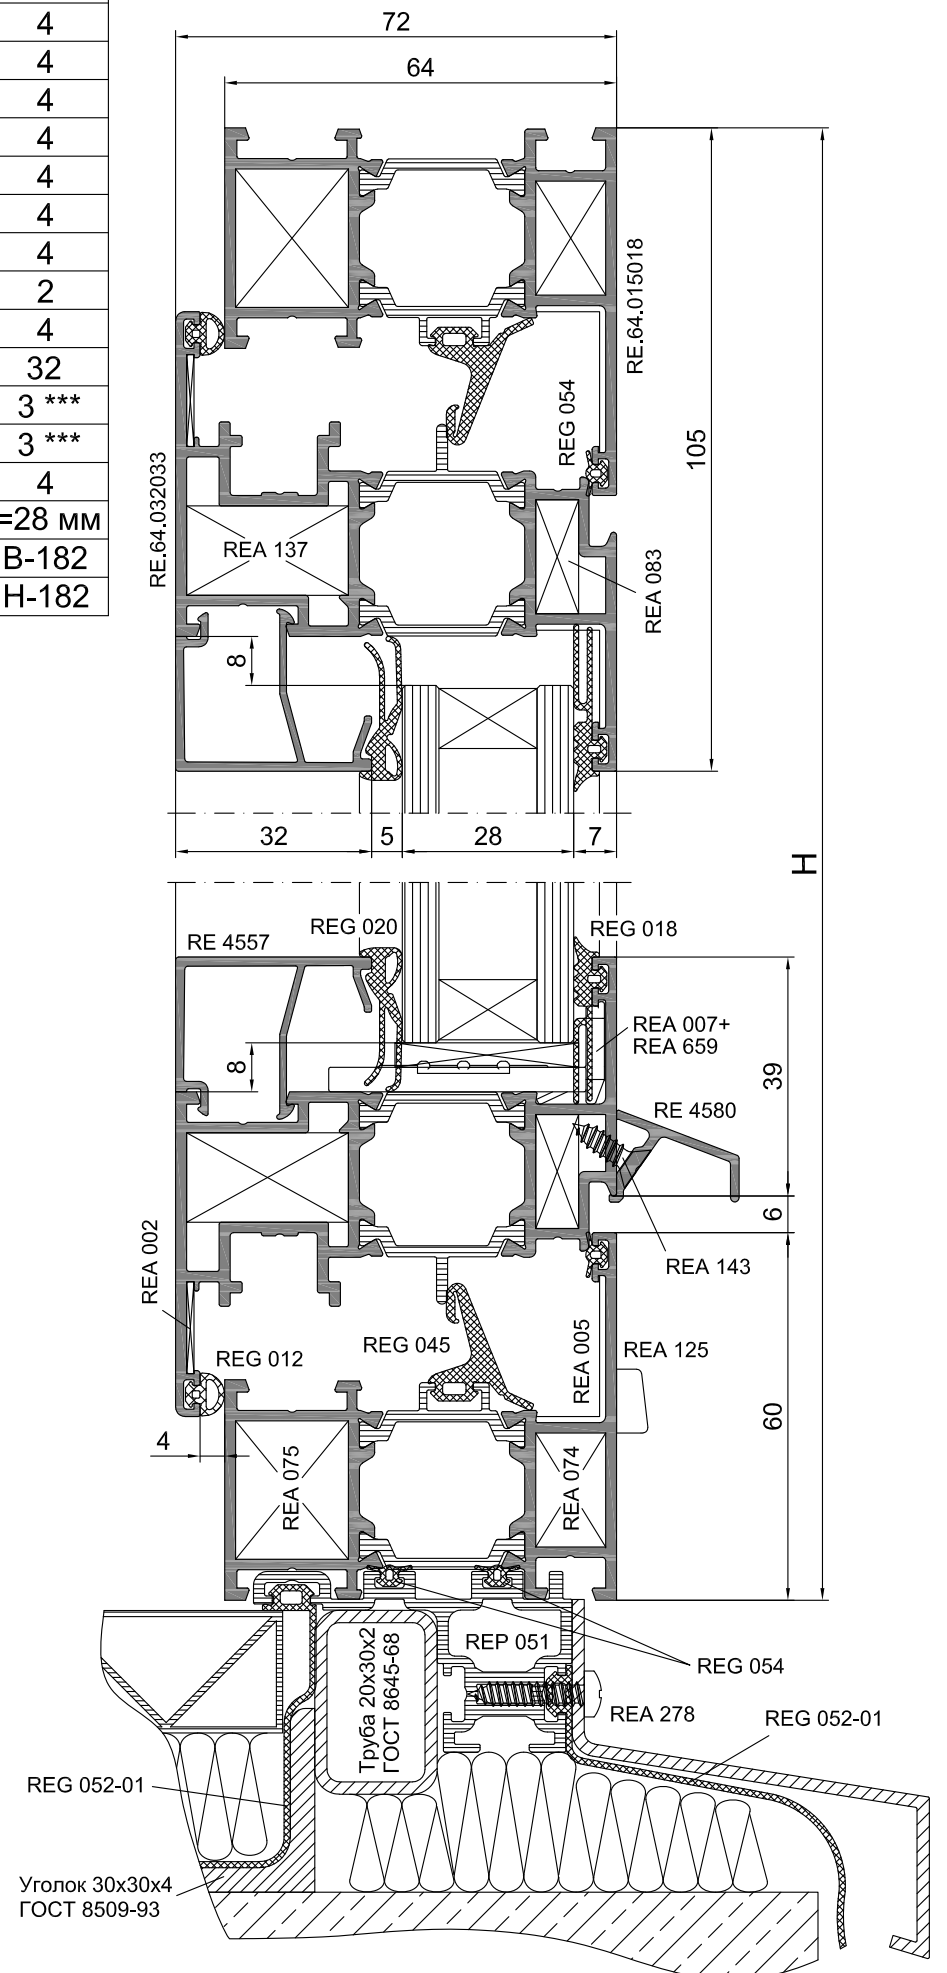 4
4
4
4
4
4
4
2
4
32
3 ***
3 ***
4
=28 мм
B-182
H-182
72
64
RE.64.015018
REG 054
105
RE.64.032033
REA 137
REA 083
8
32
5
28
7
H
RE 4557
REG 020
REG 018
REA 007+
REA 659
8
39
RE 4580
6
REA 002
REA 143
REG 012
REG 045
REA 005
REA 125
60
4
REA 075
REA 074
Труба 20x30x2
ГОСТ 8645-68
REP 051
REG 054
REA 278
REG 052-01
REG 052-01
Уголок 30x30x4
ГОСТ 8509-93